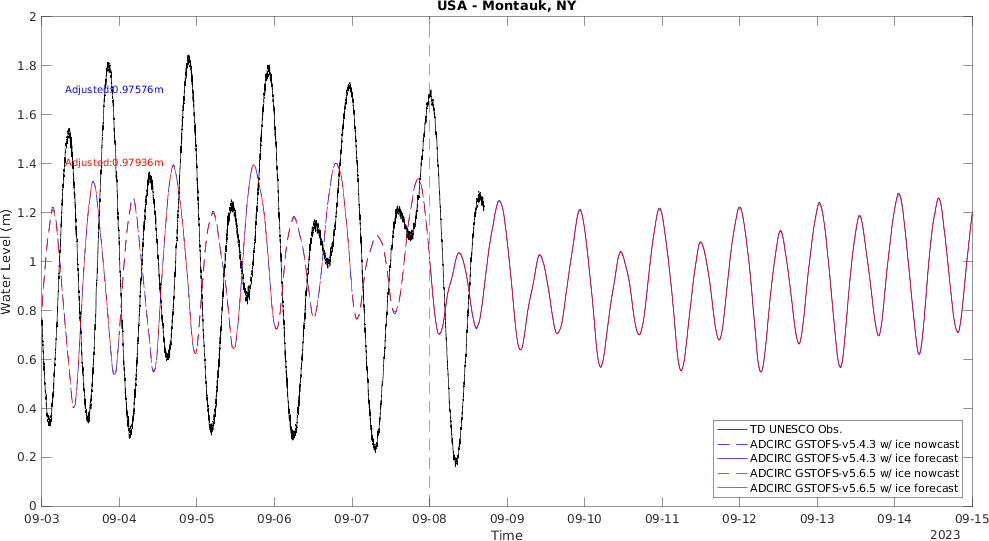 USA - Montauk, NY
2
1.8
1.6
1.4
1.2
1
0.8
0.6
0.4
0.2
0
Water Level (m)
Adjusted:0.97576m
Adjusted:0.97936m
TD UNESCO Obs.
ADCIRC GSTOFS-v5.4.3 w/ ice nowcast
ADCIRC GSTOFS-v5.4.3 w/ ice forecast
ADCIRC GSTOFS-v5.6.5 w/ ice nowcast
ADCIRC GSTOFS-v5.6.5 w/ ice forecast
09-03 09-04 09-05 09-06 09-07 09-08 09-09 09-10 09-11 09-12 09-13 09-14 09-15
Time
2023